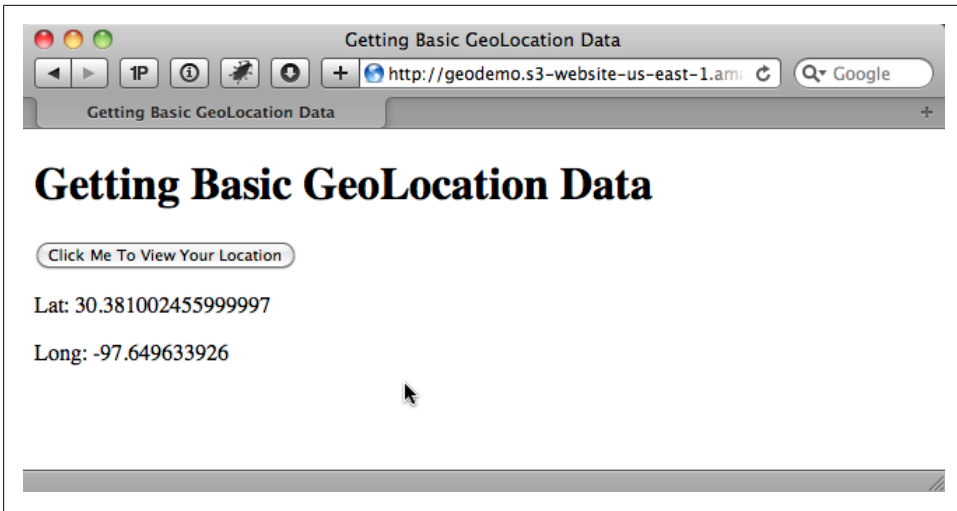 Getting Basic GeoLocation Data
1P
http://geodemo.s3-website-us-east-1.ama
Google
Getting Basic GeoLocation Data
Getting Basic GeoLocation Data
Click Me To View Your Location
Lat: 30.381002455999997
Long: -97.649633926